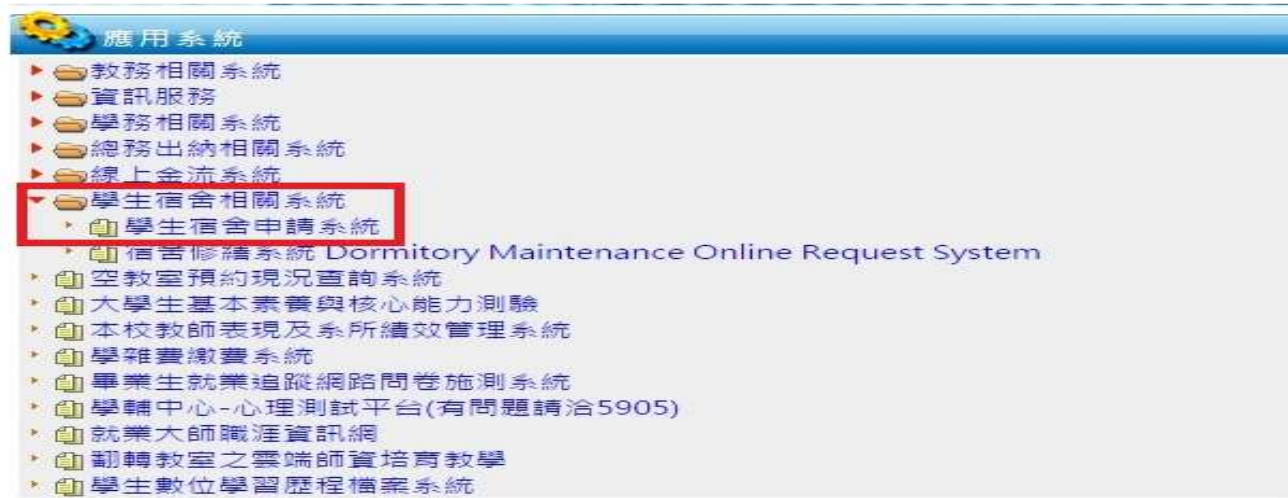 應用系統
教務相關系統
資訊服務
學務相關系統
總務出納相關系統
線上金流系統
學生宿舍相關系統
學生宿舍申請系統
宿舍修繕系統 Dormitory Maintenance Online Request System
空教室預約現況查詢系統
大學生基本素養與核心能力測驗
本校教師表現及系所績效管理系統
學雜費繳費系統
畢業生就業追蹤網路問卷施測系統
學輔中心-心理測試平台(有問題請洽5905)
就業大師職涯資訊網
翻轉教室之雲端師資培育教學
學生數位學習歷程檔案系統